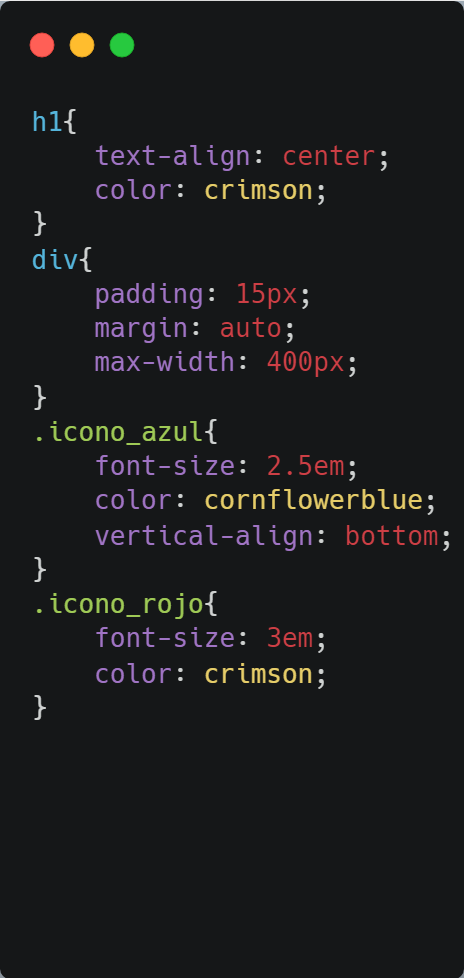 h1{
    text-align: center;
    color: crimson;
}
div{
    padding: 15px;
    margin: auto;
    max-width: 400px;
}
.icono_azul{
    font-size: 2.5em;
    color: cornflowerblue;
    vertical-align: bottom;
}
.icono_rojo{
    font-size: 3em;
    color: crimson;
}